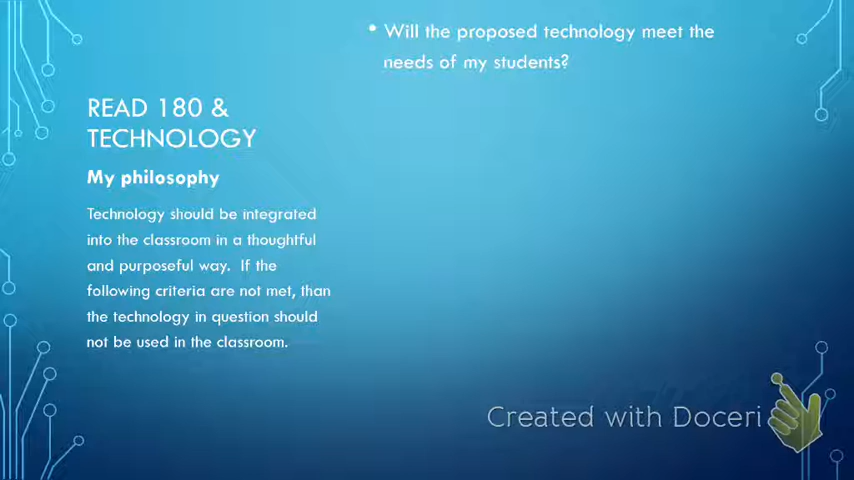 • Will the proposed technology meet the
needs of my students?
READ 180 &
TECHNOLOGY
My philosophy
Technology should be integrated
into the classroom in a thoughtful
and purposeful way. If the
following criteria are not met, than
the technology in question should
not be used in the classroom.
Created with Doceri